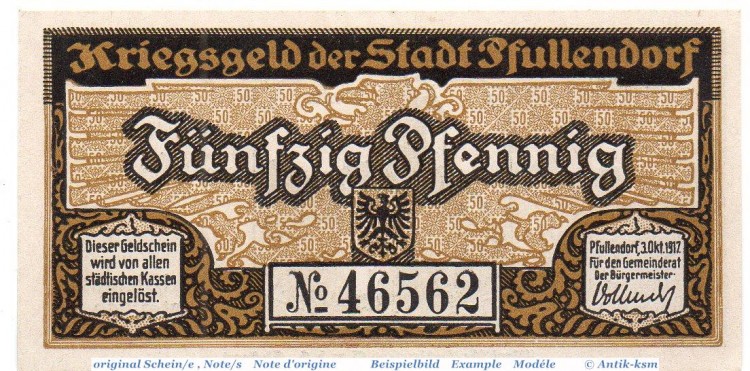 Kriegsgeld der Stadt Pfullendorf
Fünfzig Pfennig
Dieser Geldschein
wird von allen
städtischen Kassen
eingelöst.
№ 46562
Pfullendorf, 3.Okt.1917.
Für den Gemeinderat
Der Bürgermeister:
original Schein/e , Note/s Note d'origine Beispielbild Example Modéle © Antik-ksm